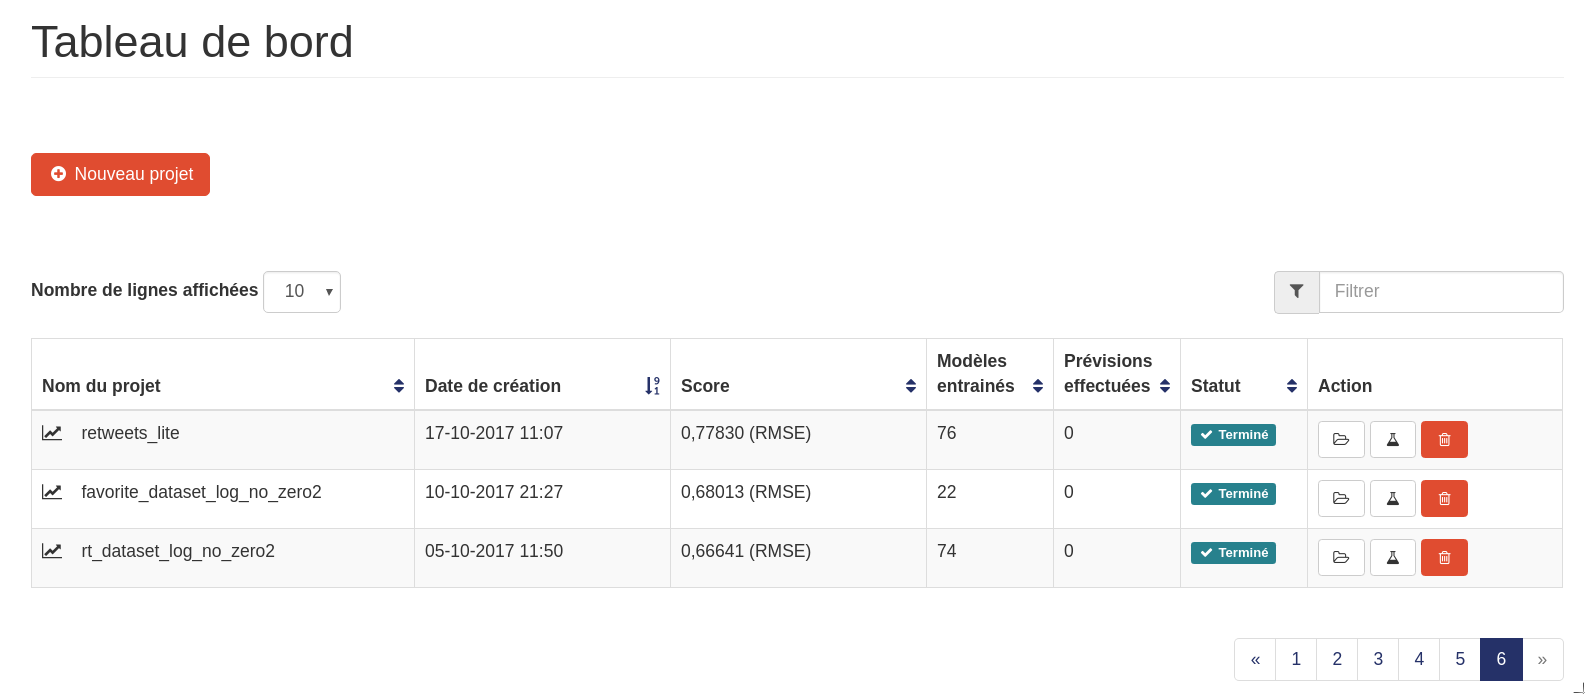 Tableau de bord
Nouveau projet
Nombre de lignes affichées 10
Filtrer
Nom du projet Date de création Score Modèles entrainés Prévisions effectuées Statut Action
retweets_lite 17-10-2017 11:07 0,77830 (RMSE) 76 0 Terminé
favorite_dataset_log_no_zero2 10-10-2017 21:27 0,68013 (RMSE) 22 0 Terminé
rt_dataset_log_no_zero2 05-10-2017 11:50 0,66641 (RMSE) 74 0 Terminé
« 1 2 3 4 5 6 »